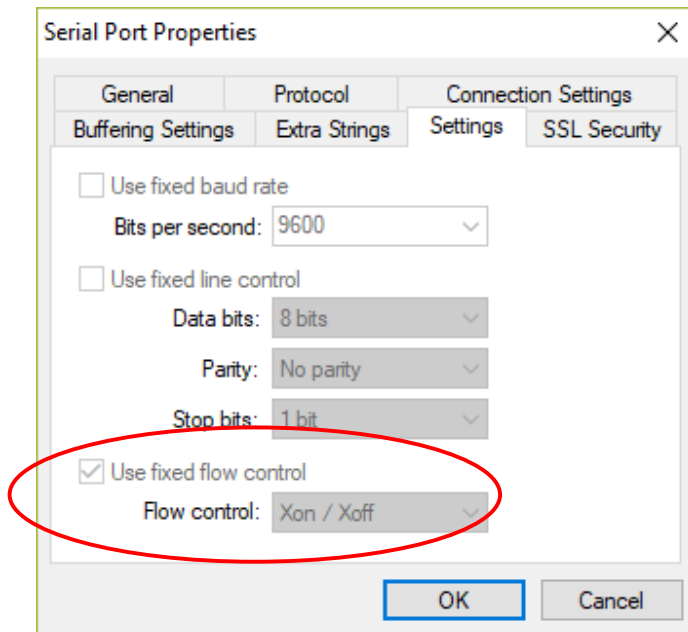 Serial Port Properties
General Protocol Connection Settings
Buffering Settings Extra Strings Settings SSL Security
Use fixed baud rate
Bits per second: 9600
Use fixed line control
Data bits: 8 bits
Parity: No parity
Stop bits: 1 bit
Use fixed flow control
Flow control: Xon / Xoff
OK Cancel